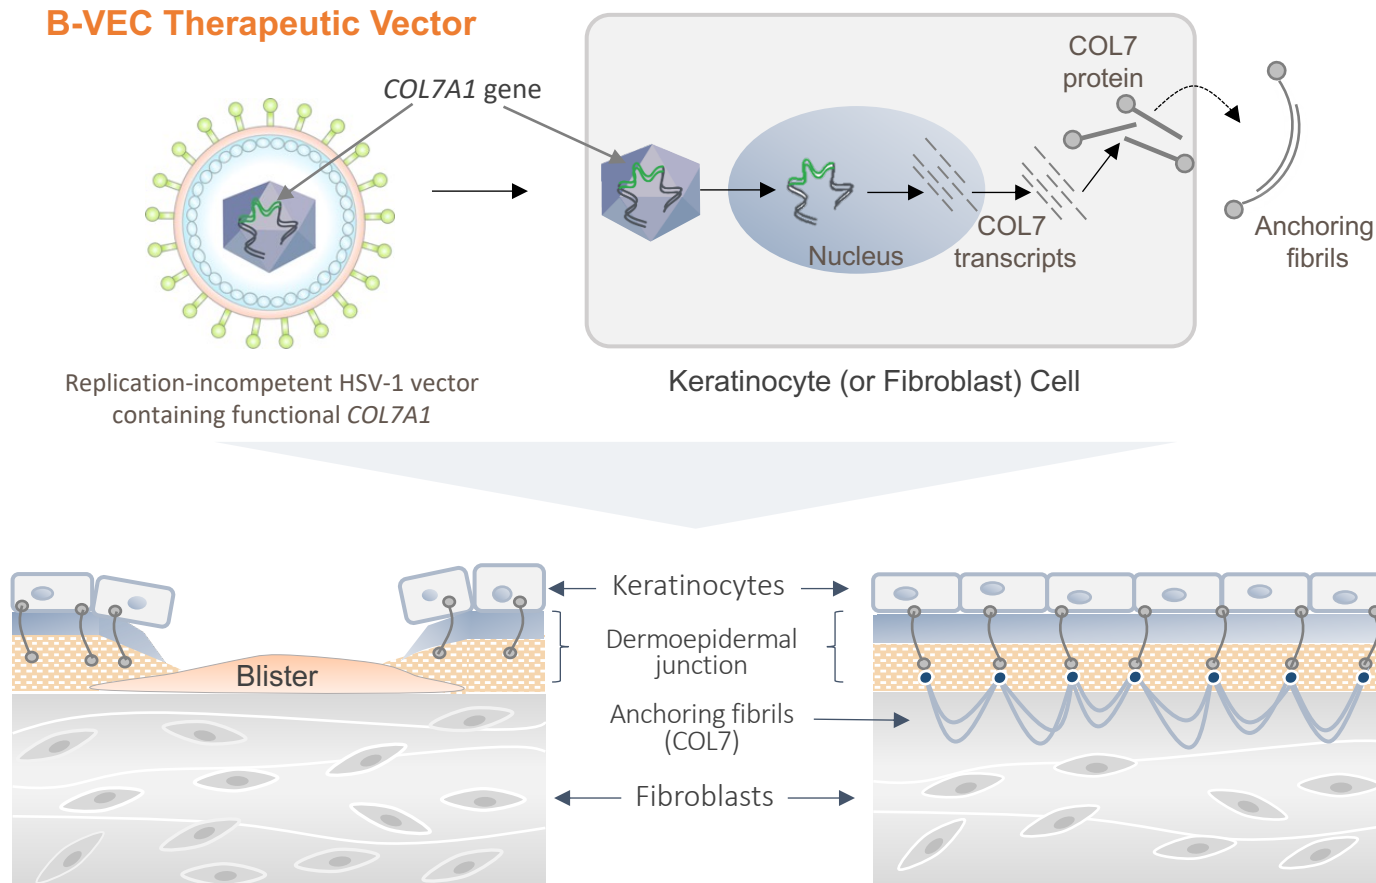 B-VEC Therapeutic Vector
COL7A1 gene
COL7
protein
Nucleus
COL7
transcripts
Anchoring
fibrils
Replication-incompetent HSV-1 vector
containing functional COL7A1
Keratinocyte (or Fibroblast) Cell
Keratinocytes
Dermoepidermal
junction
Blister
Anchoring fibrils
(COL7)
Fibroblasts